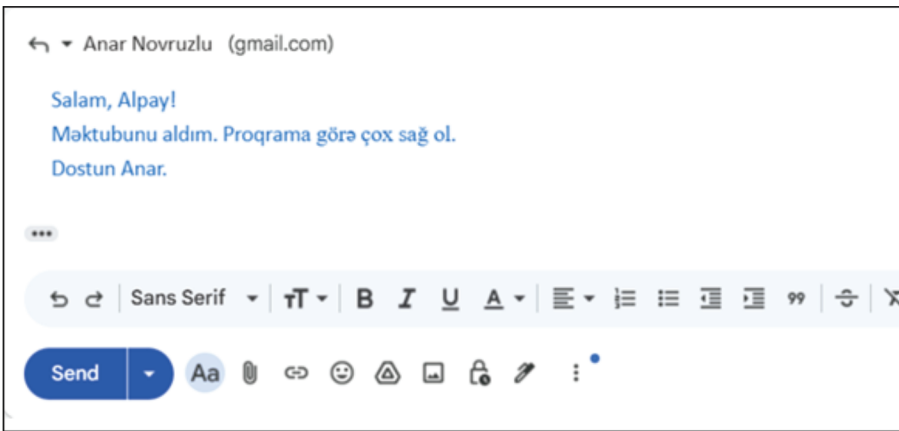 Anar Novruzlu (gmail.com)
Salam, Alpay!
Məktubunu aldım. Proqrama görə çox sağ ol.
Dostun Anar.
Sans Serif
Send
Aa